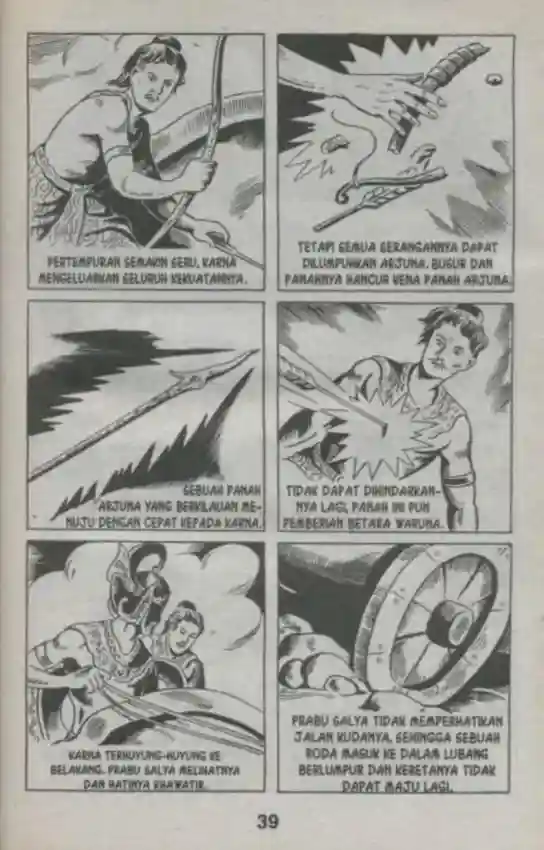 PERTEMPURAN SEMAKIN SERU, KARNA
MENGELUARKAN SELURUH KEKUATANNYA.
TETAPI SEMUA SERANGANNYA DAPAT
DILUMPUHKAN ARJUNA. BUSUR DAN
PANAHNYA HANCUR KENA PANAH ARJUNA.
SEBUAH PANAH
ARJUNA YANG BERKILAUAN ME-
NUJU DENGAN CEPAT KEPADA KARNA.
TIDAK DAPAT DIHINDARKAN-
NYA LAGI, PANAH INI PUN
PEMBERIAN BETARA WARUNA.
KARNA TERHUYUNG-HUYUNG KE
BELAKANG. PRABU SALYA MELIHATNYA
DAN HATINYA KHAWATIR.
PRABU SALYA TIDAK MEMPERHATIKAN
JALAN KUDANYA, SEHINGGA SEBUAH
RODA MASUK KE DALAM LUBANG
BERLUMPUR DAN KERETANYA TIDAK
DAPAT MAJU LAGI.
39